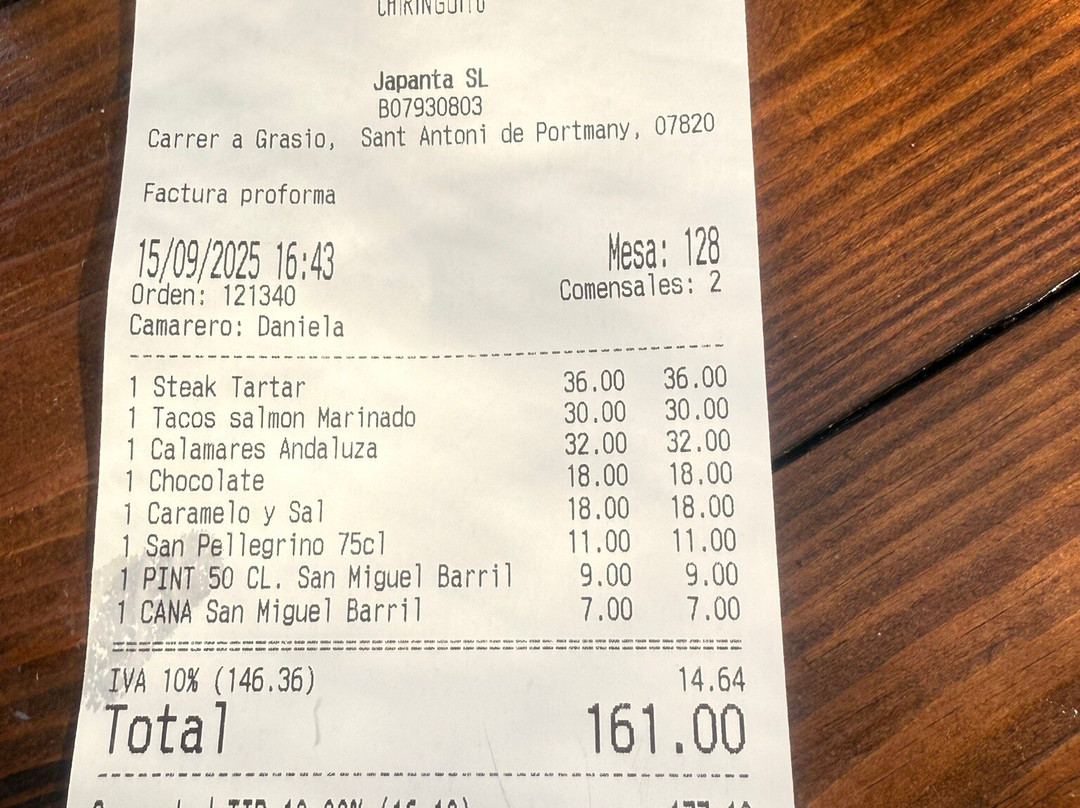 CHIRINGUITO
Japanta SL
B07930803
Carrer a Grasio, Sant Antoni de Portmany, 07820
Factura proforma
15/09/2025 16:43 Mesa: 128
Orden: 121340 Comensales: 2
Camarero: Daniela
1 Steak Tartar 36.00 36.00
1 Tacos salmon Marinado 30.00 30.00
1 Calamares Andaluza 32.00 32.00
1 Chocolate 18.00 18.00
1 Caramelo y Sal 18.00 18.00
1 San Pellegrino 75cl 11.00 11.00
1 PINT 50 CL. San Miguel Barril 9.00 9.00
1 CANA San Miguel Barril 7.00 7.00
IVA 10% (146.36) 14.64
Total 161.00